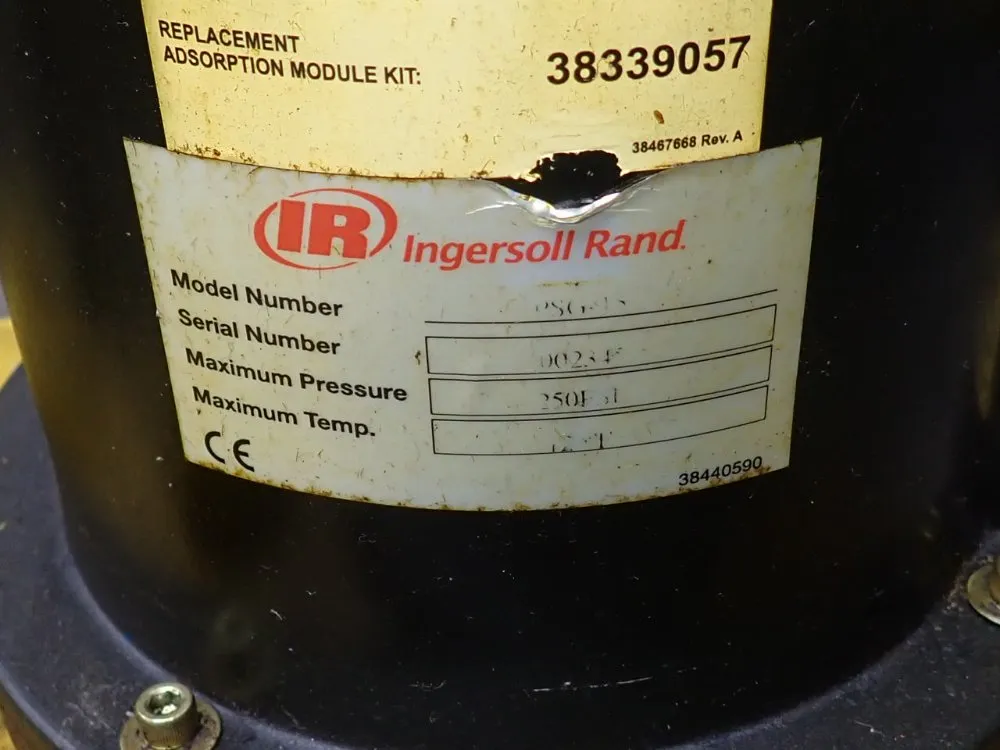 REPLACEMENT
ADSORPTION MODULE KIT: 38339057
38467668 Rev. A
IR Ingersoll Rand.
Model Number
Serial Number
Maximum Pressure
Maximum Temp.
CE
38440590